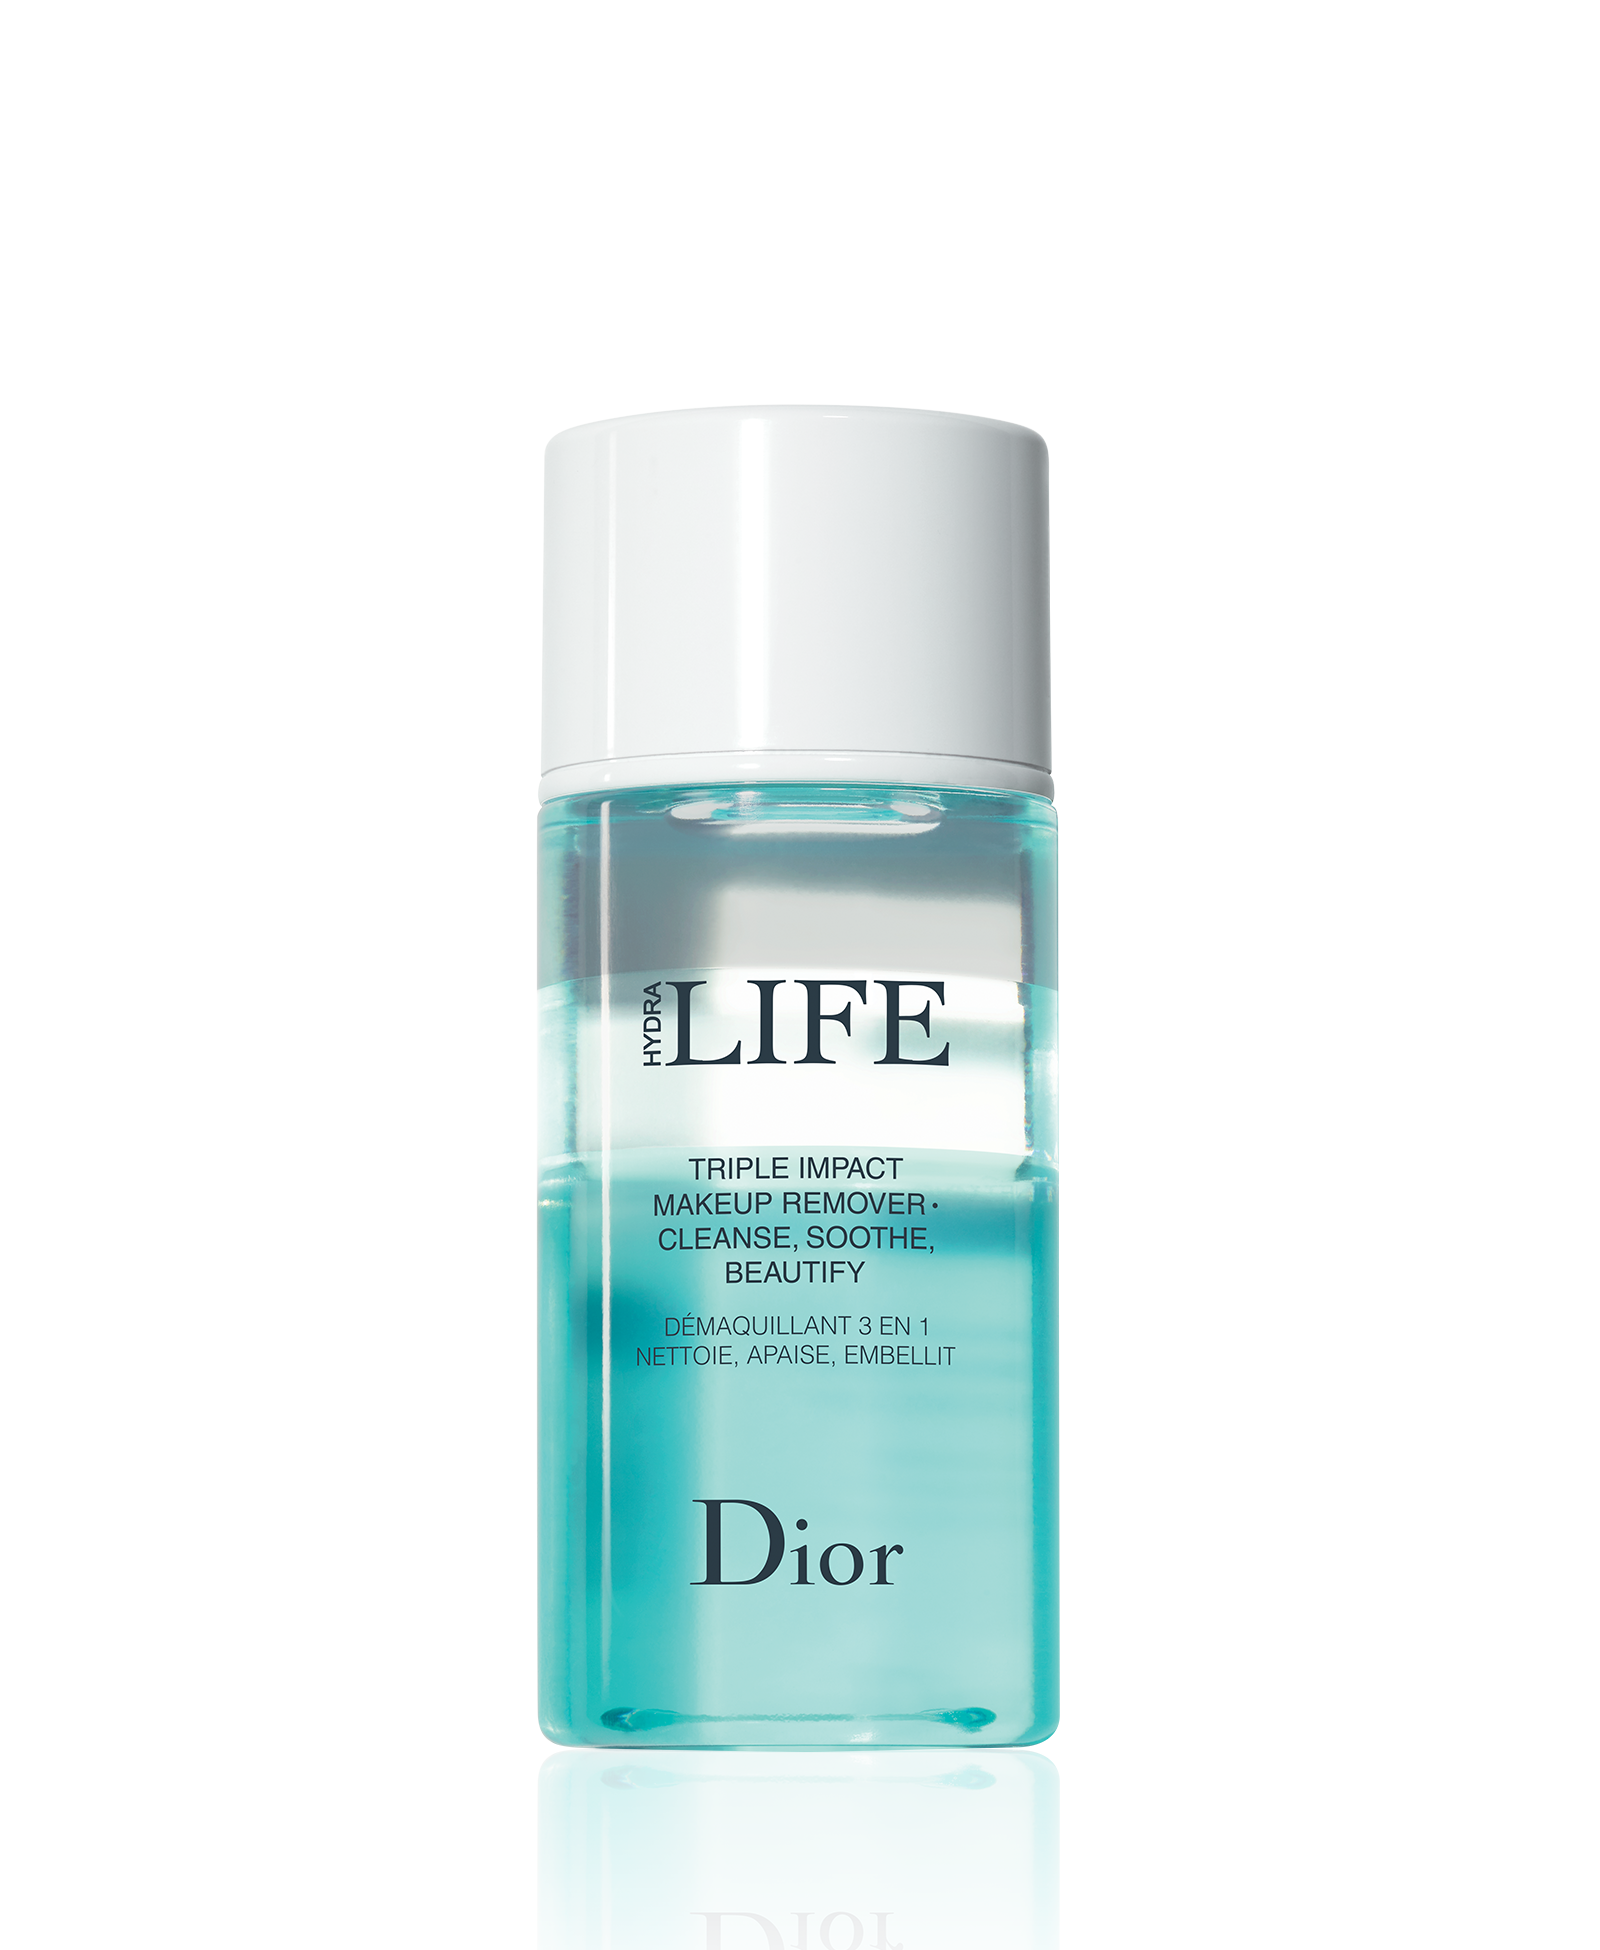 HYDRA LIFE
TRIPLE IMPACT
MAKEUP REMOVER •
CLEANSE, SOOTHE,
BEAUTIFY
DÉMAQUILLANT 3 EN 1
NETTOIE, APAISE, EMBELLIT
Dior